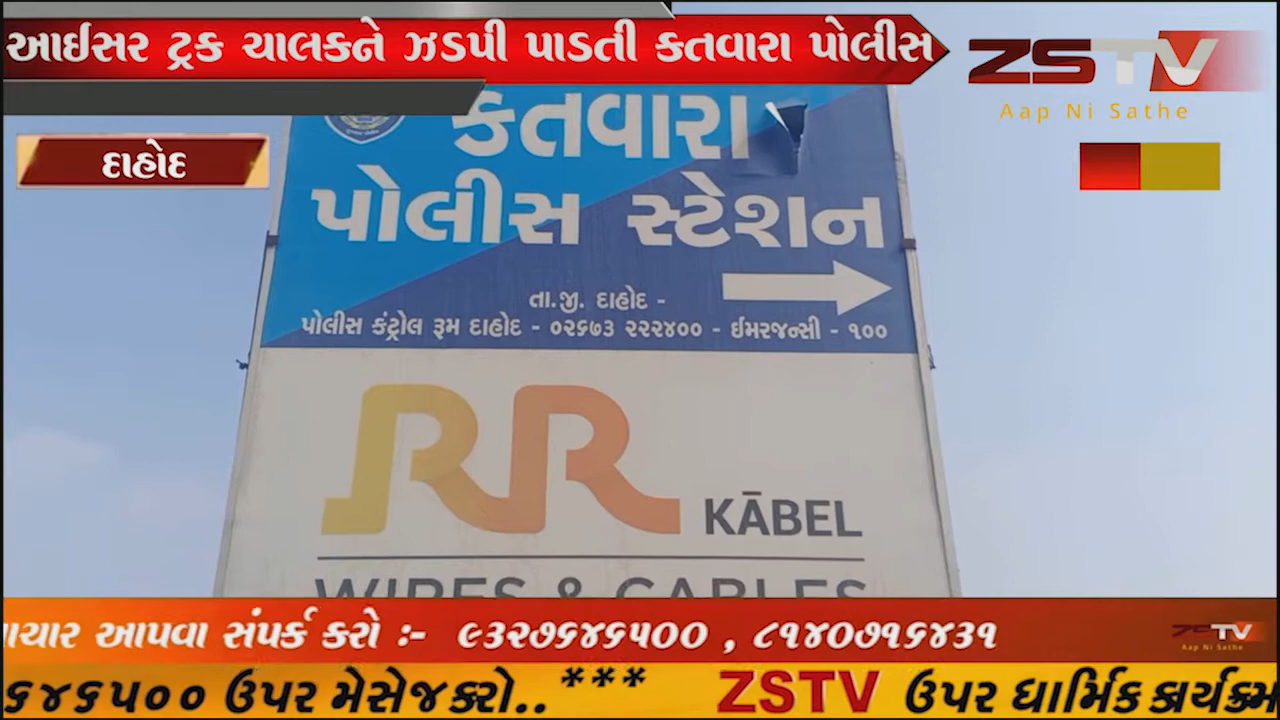 આઈસર ટ્રક ચાલકને ઝડપી પાડતી કતવારા પોલીસ
ZSTV
Aap Ni Sathe
દાહોદ
કતવારા
પોલીસ સ્ટેશન
તા.જી. દાહોદ -
પોલીસ કંટ્રોલ રૂમ દાહોદ - ૦૨૬૭૩ ૨૨૨૪૦૦ - ઈમરજન્સી - ૧૦૦
RR KĀBEL
WIRES & CABLES
આપવા સંપર્ક કરો :- ૯૩૨૭૬૪૬૫૦૦ , ૮૧૪૦૭૧૬૪૩૧
ZSTV
Aap Ni Sathe
૬૪૬૫૦૦ ઉપર મેસેજ કરો.. *** ZSTV ઉપર ધાર્મિક કાર્યક્રમ